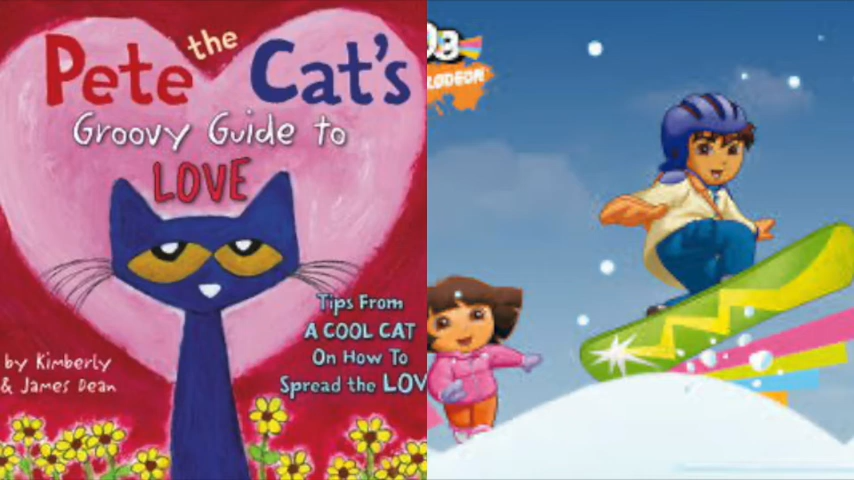 Pete the Cat's
Groovy Guide to
LOVE
Tips From
A COOL CAT
On How To
Spread the LOV
by Kimberly
& James Dean